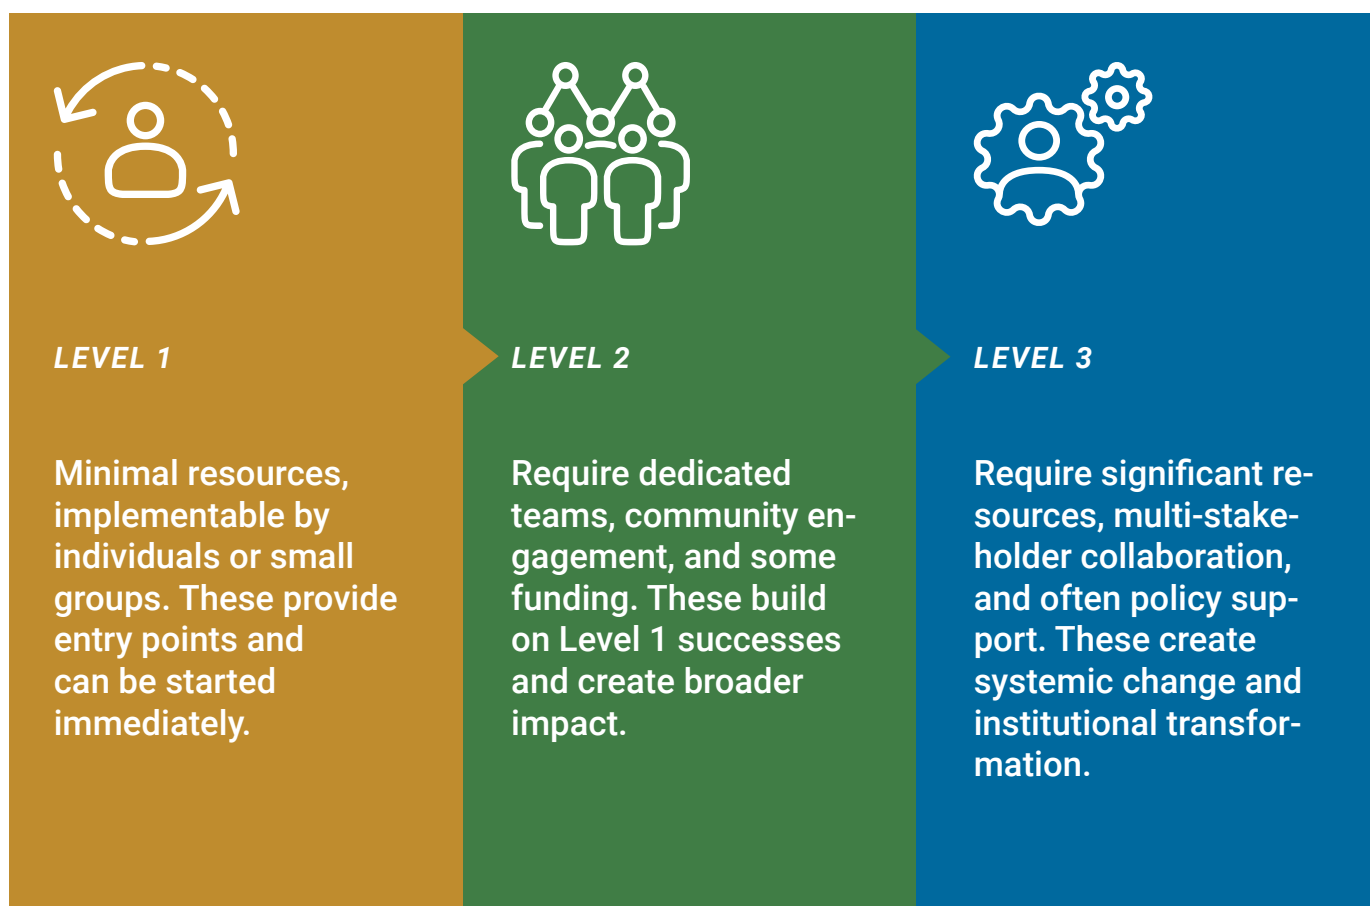 LEVEL 1
Minimal resources,
implementable by
individuals or small
groups. These provide
entry points and
can be started
immediately.
LEVEL 2
Require dedicated
teams, community en-
gagement, and some
funding. These build
on Level 1 successes
and create broader
impact.
LEVEL 3
Require significant re-
sources, multi-stake-
holder collaboration,
and often policy sup-
port. These create
systemic change and
institutional transfor-
mation.